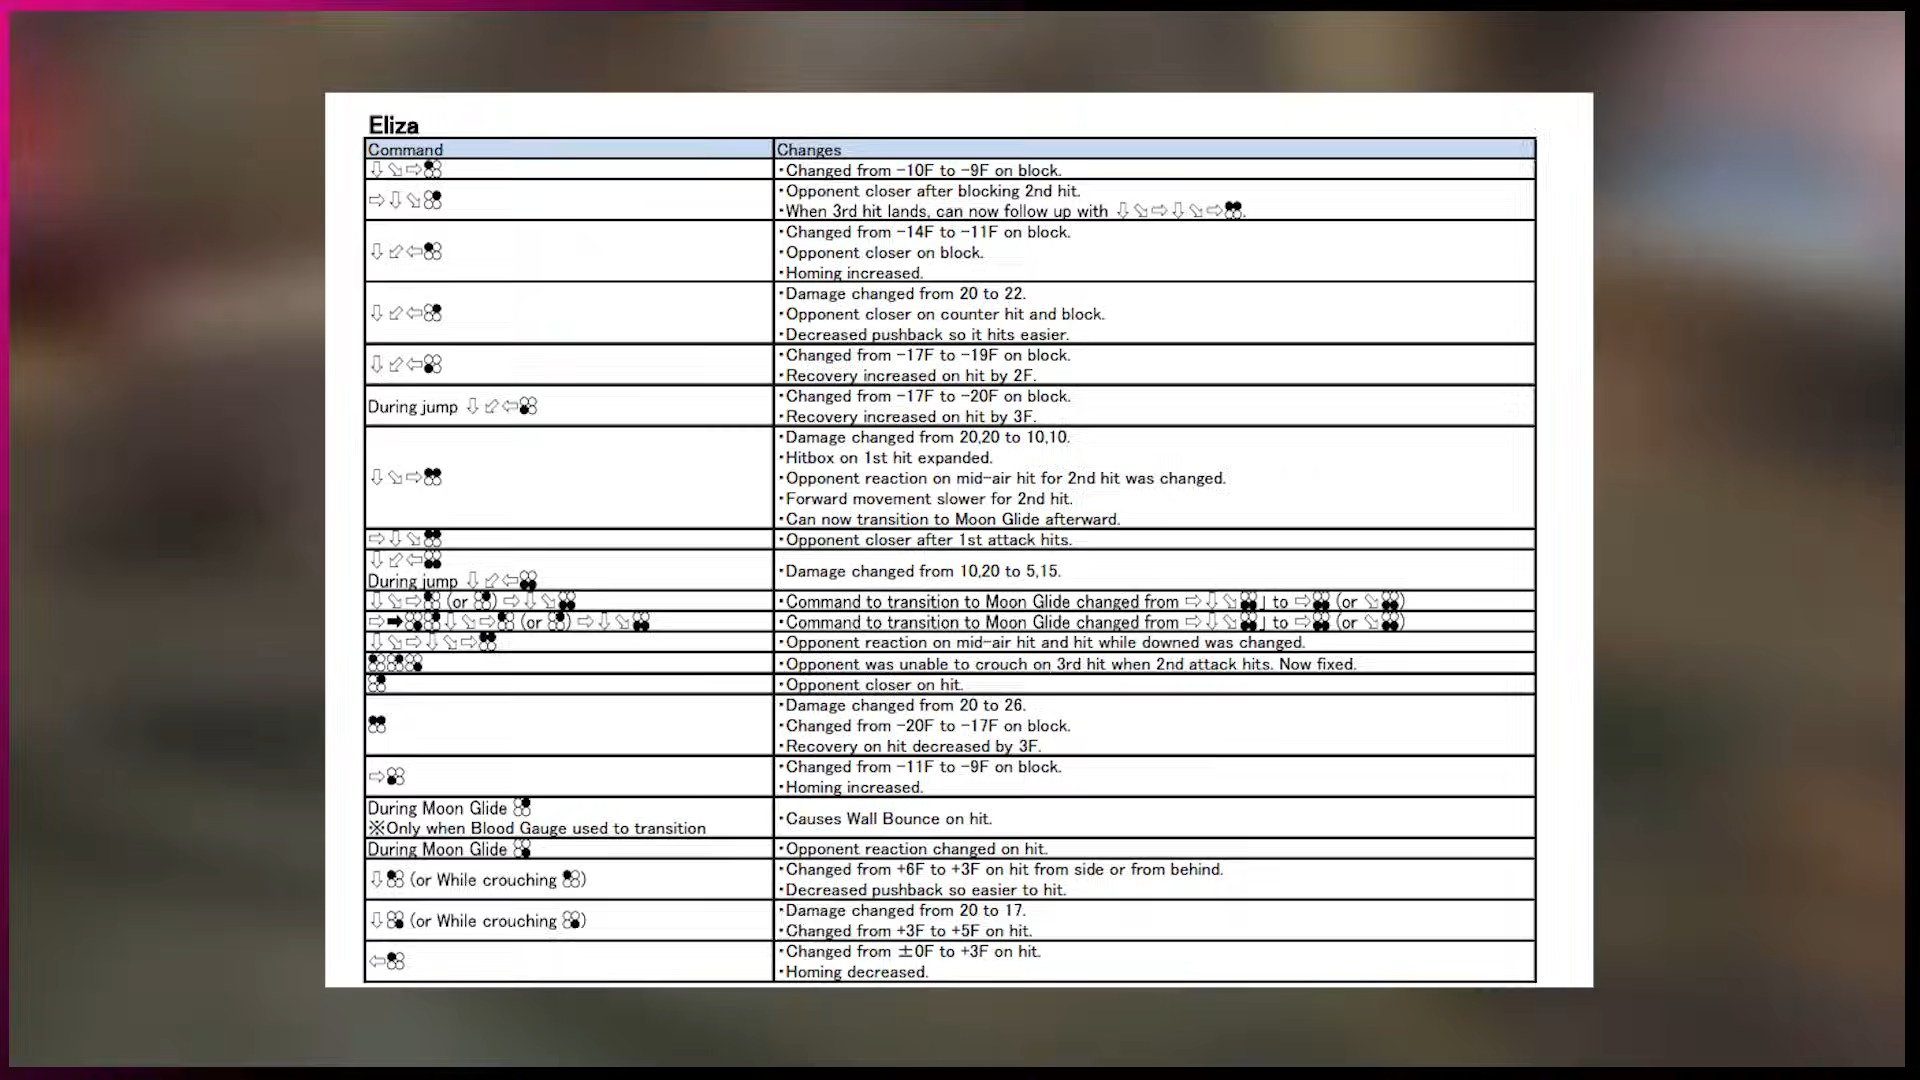 Eliza
Command Changes
⇩⬂⇨ ・Changed from −10F to −9F on block.
⇨⇩⬂ ・Opponent closer after blocking 2nd hit.
・When 3rd hit lands, can now follow up with ⇩⬂⇨⇩⬂⇨.
⇩⬃⇦ ・Changed from −14F to −11F on block.
・Opponent closer on block.
・Homing increased.
⇩⬃⇦ ・Damage changed from 20 to 22.
・Opponent closer on counter hit and block.
・Decreased pushback so it hits easier.
⇩⬃⇦ ・Changed from −17F to −19F on block.
・Recovery increased on hit by 2F.
During jump ⇩⬃⇦ ・Changed from −17F to −20F on block.
・Recovery increased on hit by 3F.
⇩⬂⇨ ・Damage changed from 20,20 to 10,10.
・Hitbox on 1st hit expanded.
・Opponent reaction on mid-air hit for 2nd hit was changed.
・Forward movement slower for 2nd hit.
・Can now transition to Moon Glide afterward.
⇨⇩⬂ ・Opponent closer after 1st attack hits.
⇩⬃⇦
During jump ⇩⬃⇦ ・Damage changed from 10,20 to 5,15.
⇩⬂⇨ (or ) ⇨⇩⬂ ・Command to transition to Moon Glide changed from ⇨⇩⬂」 to ⇨ (or ⬂)
⇨➡⇩⬂⇨ (or ) ⇨⇩⬂ ・Command to transition to Moon Glide changed from ⇨⇩⬂」 to ⇨ (or ⬂)
⇩⬂⇨⇩⬂⇨ ・Opponent reaction on mid-air hit and hit while downed was changed.
・Opponent was unable to crouch on 3rd hit when 2nd attack hits. Now fixed.
・Opponent closer on hit.
・Damage changed from 20 to 26.
・Changed from −20F to −17F on block.
・Recovery on hit decreased by 3F.
⇨ ・Changed from −11F to −9F on block.
・Homing increased.
During Moon Glide
※Only when Blood Gauge used to transition ・Causes Wall Bounce on hit.
During Moon Glide ・Opponent reaction changed on hit.
⇩ (or While crouching ) ・Changed from +6F to +3F on hit from side or from behind.
・Decreased pushback so easier to hit.
⇩ (or While crouching ) ・Damage changed from 20 to 17.
・Changed from +3F to +5F on hit.
⇦ ・Changed from ±0F to +3F on hit.
・Homing decreased.